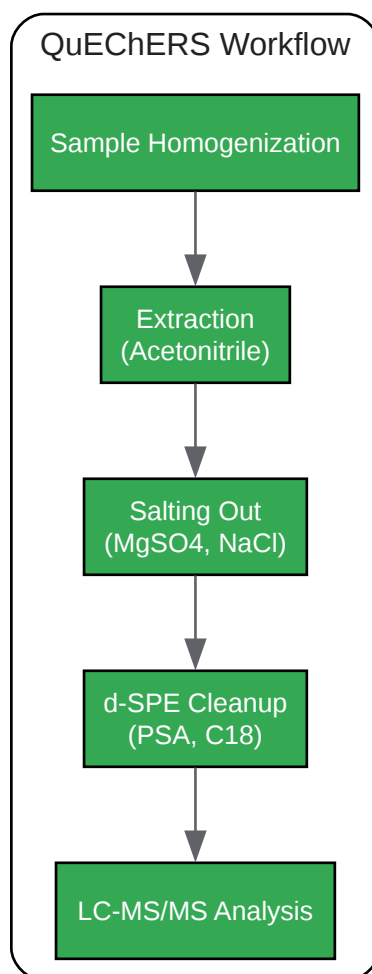 QuEChERS Workflow
Sample Homogenization
Extraction
(Acetonitrile)
Salting Out
(MgSO4, NaCl)
d-SPE Cleanup
(PSA, C18)
LC-MS/MS Analysis